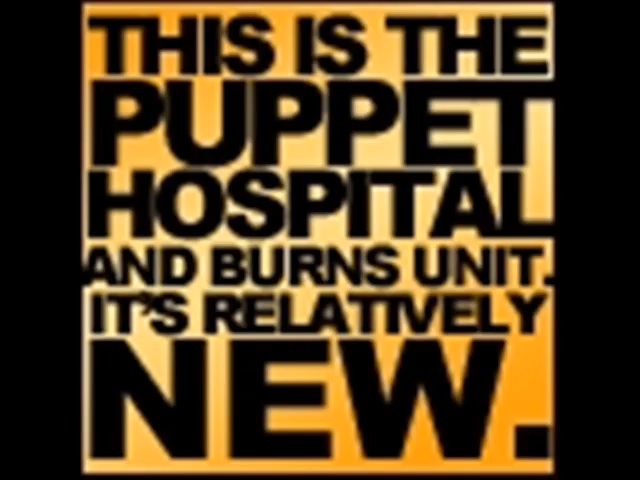 THIS IS THE
PUPPET
HOSPITAL
AND BURNS UNIT.
IT'S RELATIVELY
NEW.